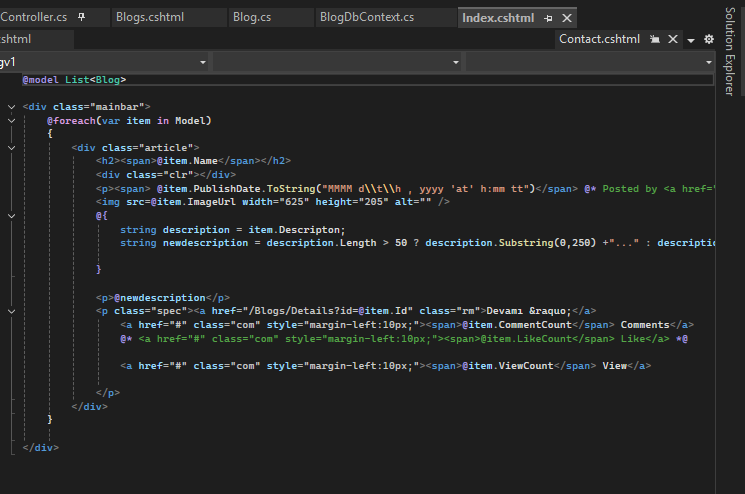 Controller.cs Blogs.cshtml Blog.cs BlogDbContext.cs Index.cshtml
shtml Contact.cshtml
gv1
Solution Explorer
@model List<Blog>
<div class="mainbar">
@foreach(var item in Model)
{
<div class="article">
<h2><span>@item.Name</span></h2>
<div class="clr"></div>
<p><span> @item.PublishDate.ToString("MMMM d\\t\\h , yyyy 'at' h:mm tt")</span> @* Posted by <a href="
<img src=@item.ImageUrl width="625" height="205" alt="" />
@{
string description = item.Descripton;
string newdescription = description.Length > 50 ? description.Substring(0,250) +"..." : descriptio
}
<p>@newdescription</p>
<p class="spec"><a href="/Blogs/Details?id=@item.Id" class="rm">Devamı &raquo;</a>
<a href="#" class="com" style="margin-left:10px;"><span>@item.CommentCount</span> Comments</a>
@* <a href="#" class="com" style="margin-left:10px;"><span>@item.LikeCount</span> Like</a> *@
<a href="#" class="com" style="margin-left:10px;"><span>@item.ViewCount</span> View</a>
</p>
</div>
}
</div>